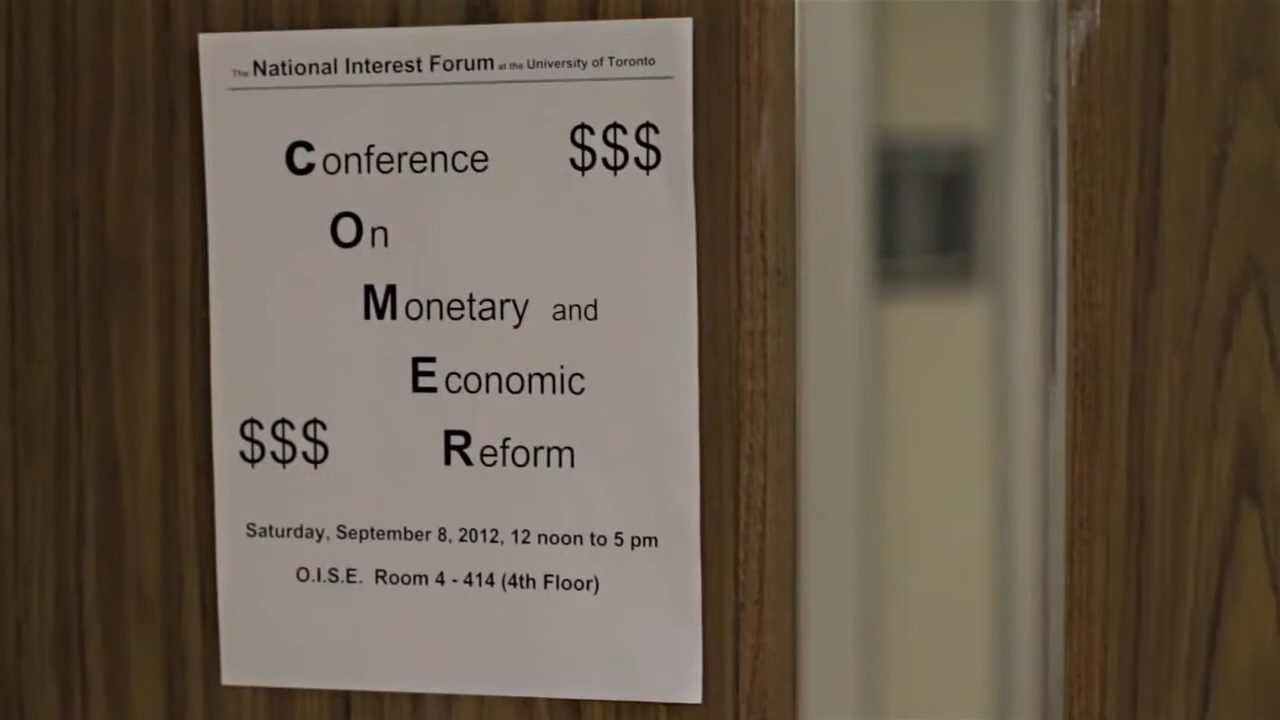 The National Interest Forum at the University of Toronto
Conference $$$
On
Monetary and
Economic
$$$ Reform
Saturday, September 8, 2012, 12 noon to 5 pm
O.I.S.E. Room 4 - 414 (4th Floor)